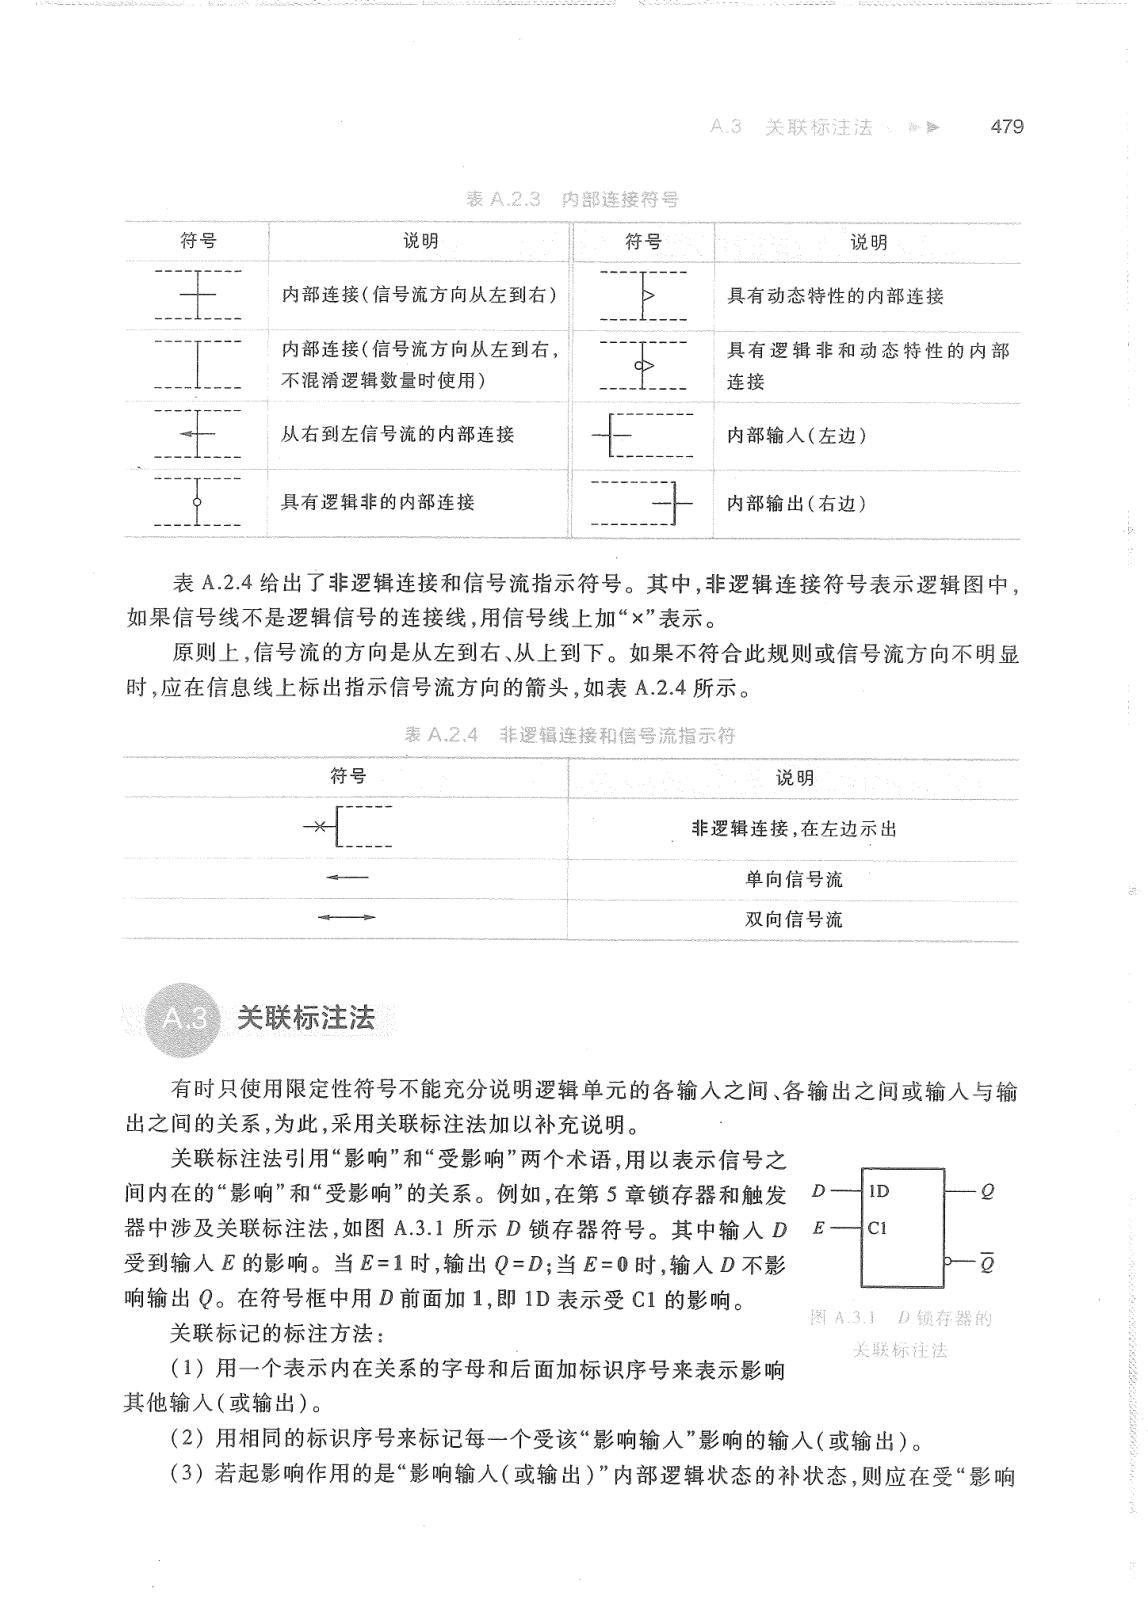 A.3 关联标注法 479
表 A.2.3 内部连接符号
符号 说明 符号 说明
内部连接(信号流方向从左到右) 具有动态特性的内部连接
内部连接(信号流方向从左到右, 具有逻辑非和动态特性的内部
不混淆逻辑数量时使用) 连接
从右到左信号流的内部连接 内部输入(左边)
具有逻辑非的内部连接 内部输出(右边)
表 A.2.4 给出了非逻辑连接和信号流指示符号。其中,非逻辑连接符号表示逻辑图中,
如果信号线不是逻辑信号的连接线,用信号线上加“×”表示。
原则上,信号流的方向是从左到右、从上到下。如果不符合此规则或信号流方向不明显
时,应在信息线上标出指示信号流方向的箭头,如表 A.2.4 所示。
表 A.2.4 非逻辑连接和信号流指示符
符号 说明
非逻辑连接,在左边示出
单向信号流
双向信号流
A.3 关联标注法
有时只使用限定性符号不能充分说明逻辑单元的各输入之间、各输出之间或输入与输
出之间的关系,为此,采用关联标注法加以补充说明。
关联标注法引用“影响”和“受影响”两个术语,用以表示信号之
间内在的“影响”和“受影响”的关系。例如,在第 5 章锁存器和触发
器中涉及关联标注法,如图 A.3.1 所示 D 锁存器符号。其中输入 D
受到输入 E 的影响。当 E=1 时,输出 Q=D;当 E=0 时,输入 D 不影
响输出 Q。在符号框中用 D 前面加 1,即 1D 表示受 C1 的影响。
D 1D Q
E C1
Q̅
图 A.3.1 D 锁存器的
关联标注法
关联标记的标注方法:
(1) 用一个表示内在关系的字母和后面加标识序号来表示影响
其他输入(或输出)。
(2) 用相同的标识序号来标记每一个受该“影响输入”影响的输入(或输出)。
(3) 若起影响作用的是“影响输入(或输出)”内部逻辑状态的补状态,则应在受“影响